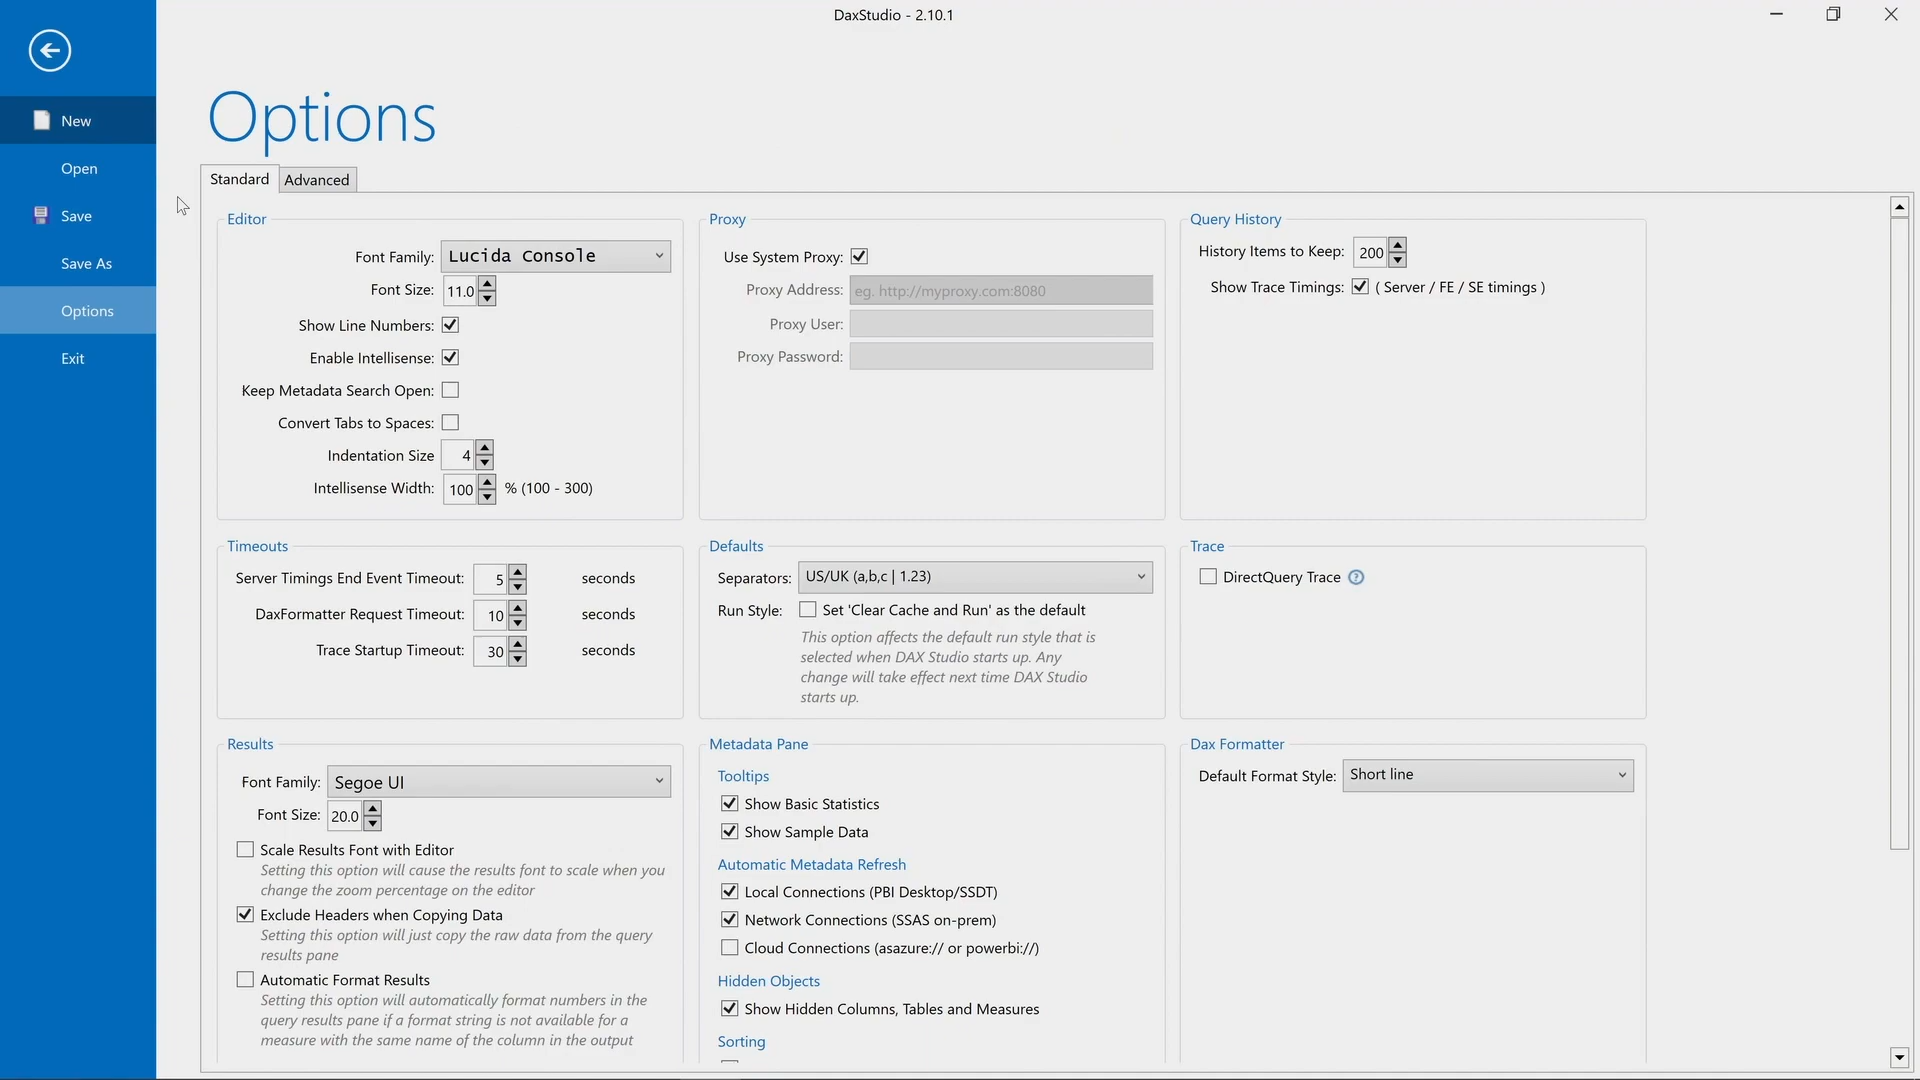 DaxStudio - 2.10.1
New
Open
Save
Save As
Options
Exit
Options
Standard
Advanced
Editor
Font Family: Lucida Console
Font Size: 11.0
Show Line Numbers:
Enable Intellisense:
Keep Metadata Search Open:
Convert Tabs to Spaces:
Indentation Size 4
Intellisense Width: 100 % (100 - 300)
Proxy
Use System Proxy:
Proxy Address: eg. http://myproxy.com:8080
Proxy User:
Proxy Password:
Query History
History Items to Keep: 200
Show Trace Timings: ( Server / FE / SE timings )
Timeouts
Server Timings End Event Timeout: 5 seconds
DaxFormatter Request Timeout: 10 seconds
Trace Startup Timeout: 30 seconds
Defaults
Separators: US/UK (a,b,c | 1.23)
Run Style: Set 'Clear Cache and Run' as the default
This option affects the default run style that is
selected when DAX Studio starts up. Any
change will take effect next time DAX Studio
starts up.
Trace
DirectQuery Trace ?
Results
Font Family: Segoe UI
Font Size: 20.0
Scale Results Font with Editor
Setting this option will cause the results font to scale when you
change the zoom percentage on the editor
Exclude Headers when Copying Data
Setting this option will just copy the raw data from the query
results pane
Automatic Format Results
Setting this option will automatically format numbers in the
query results pane if a format string is not available for a
measure with the same name of the column in the output
Metadata Pane
Tooltips
Show Basic Statistics
Show Sample Data
Automatic Metadata Refresh
Local Connections (PBI Desktop/SSDT)
Network Connections (SSAS on-prem)
Cloud Connections (asazure:// or powerbi://)
Hidden Objects
Show Hidden Columns, Tables and Measures
Sorting
Dax Formatter
Default Format Style: Short line